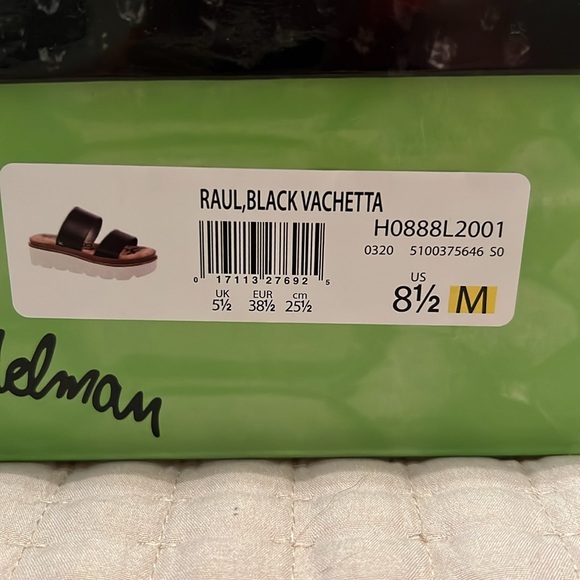 RAUL,BLACK VACHETTA
H0888L2001
0320 5100375646 S0
0 17113 27692 5
UK EUR cm
5½ 38½ 25½
US
8½ M
delman